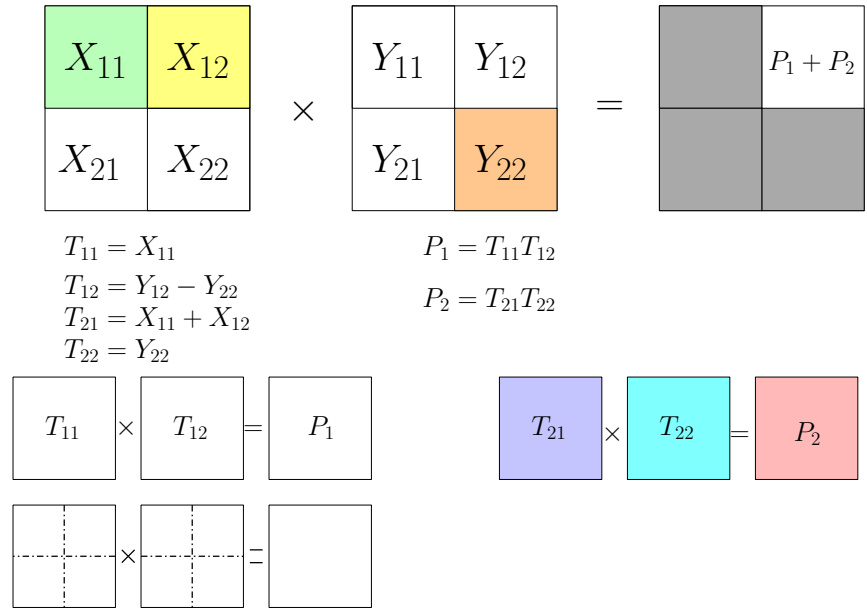 X₁₁ X₁₂ Y₁₁ Y₁₂ P₁ + P₂
× =
X₂₁ X₂₂ Y₂₁ Y₂₂
T₁₁ = X₁₁ P₁ = T₁₁T₁₂
T₁₂ = Y₁₂ − Y₂₂
P₂ = T₂₁T₂₂
T₂₁ = X₁₁ + X₁₂
T₂₂ = Y₂₂
T₁₁ × T₁₂ = P₁ T₂₁ × T₂₂ = P₂
× =